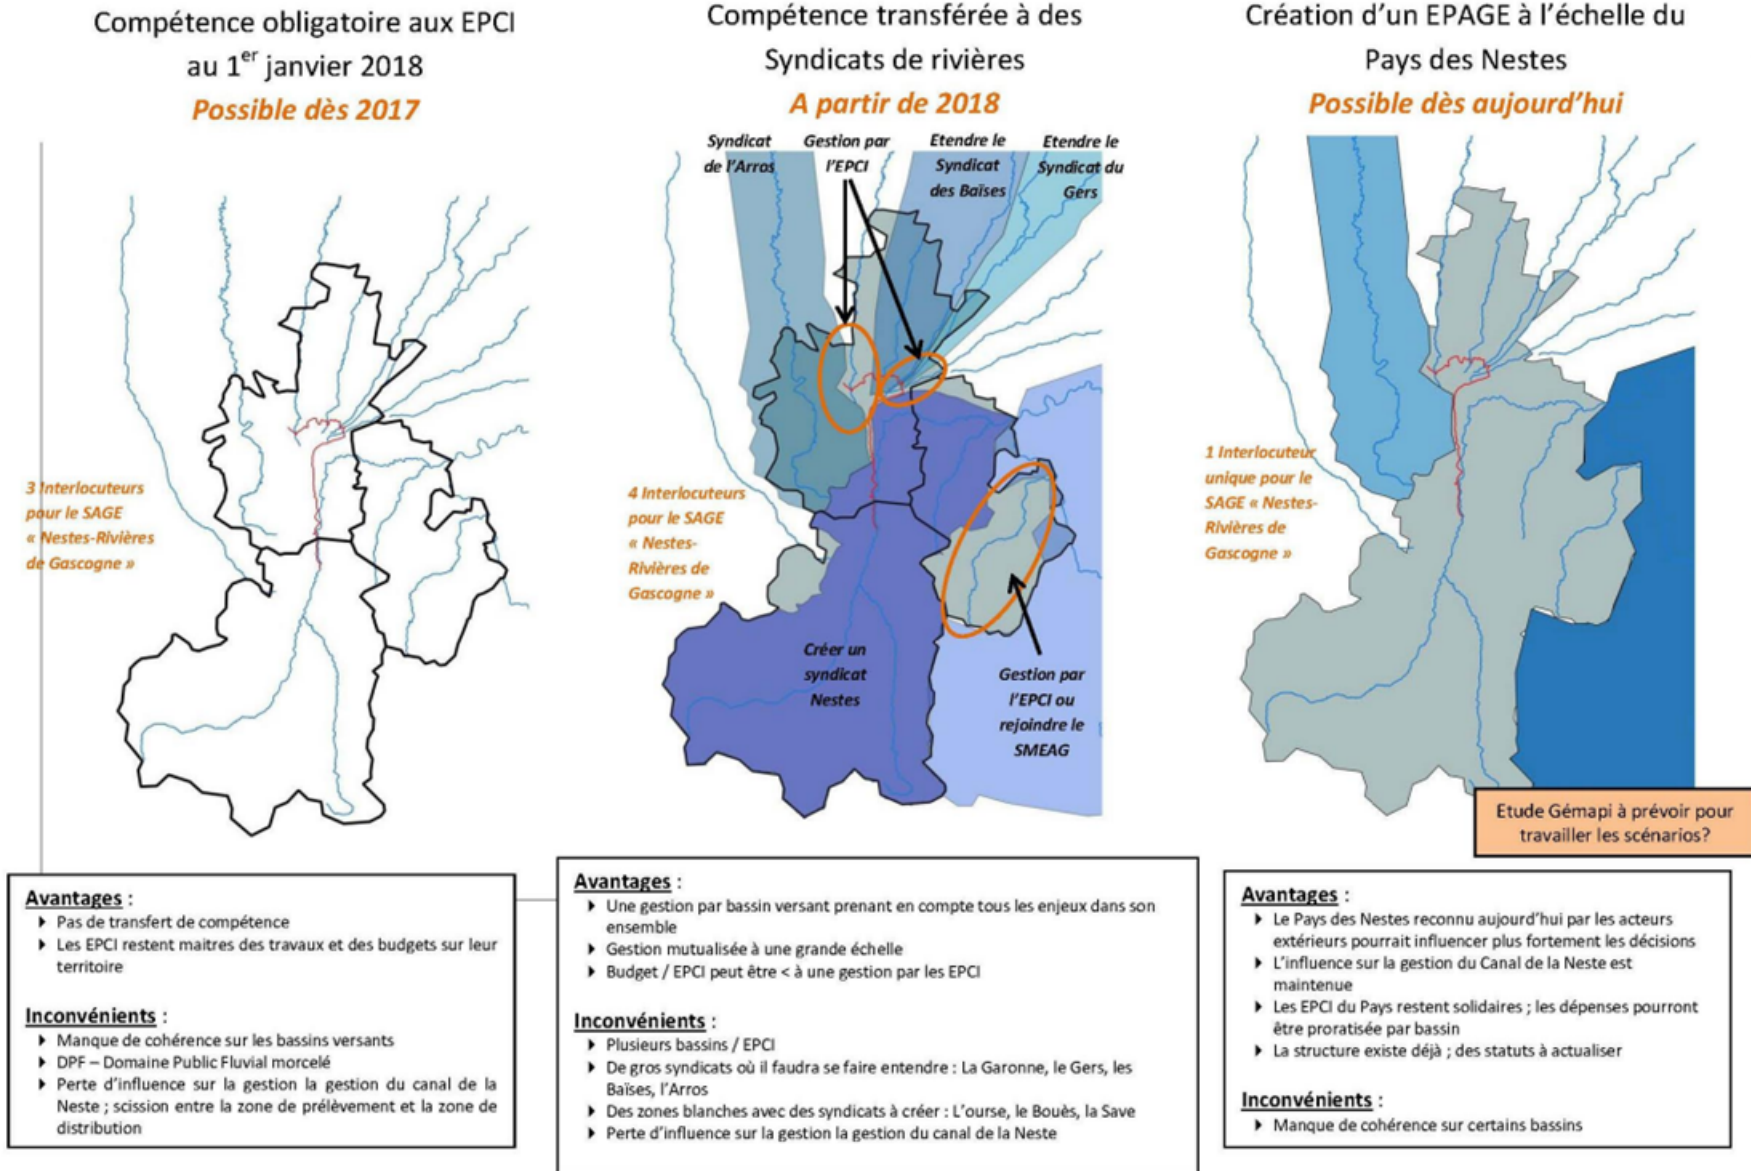 Compétence obligatoire aux EPCI
au 1er janvier 2018
Possible dès 2017
3 Interlocuteurs
pour le SAGE
« Nestes-Rivières
de Gascogne »
Avantages :
Pas de transfert de compétence
Les EPCI restent maitres des travaux et des budgets sur leur
territoire
Inconvénients :
Manque de cohérence sur les bassins versants
DPF – Domaine Public Fluvial morcelé
Perte d'influence sur la gestion la gestion du canal de la
Neste ; scission entre la zone de prélèvement et la zone de
distribution
Compétence transférée à des
Syndicats de rivières
A partir de 2018
Syndicat
de l'Arros
Gestion par
l'EPCI
Etendre le
Syndicat
des Baïses
Etendre le
Syndicat du
Gers
4 Interlocuteurs
pour le SAGE
« Nestes-
Rivières de
Gascogne »
Créer un
syndicat
Nestes
Gestion par
l'EPCI ou
rejoindre le
SMEAG
Avantages :
Une gestion par bassin versant prenant en compte tous les enjeux dans son
ensemble
Gestion mutualisée à une grande échelle
Budget / EPCI peut être < à une gestion par les EPCI
Inconvénients :
Plusieurs bassins / EPCI
De gros syndicats où il faudra se faire entendre : La Garonne, le Gers, les
Baïses, l'Arros
Des zones blanches avec des syndicats à créer : L'ourse, le Bouès, la Save
Perte d'influence sur la gestion la gestion du canal de la Neste
Création d'un EPAGE à l'échelle du
Pays des Nestes
Possible dès aujourd'hui
1 Interlocuteur
unique pour le
SAGE « Nestes-
Rivières de
Gascogne »
Etude Gémapi à prévoir pour
travailler les scénarios?
Avantages :
Le Pays des Nestes reconnu aujourd'hui par les acteurs
extérieurs pourrait influencer plus fortement les décisions
L'influence sur la gestion du Canal de la Neste est
maintenue
Les EPCI du Pays restent solidaires ; les dépenses pourront
être proratisée par bassin
La structure existe déjà ; des statuts à actualiser
Inconvénients :
Manque de cohérence sur certains bassins